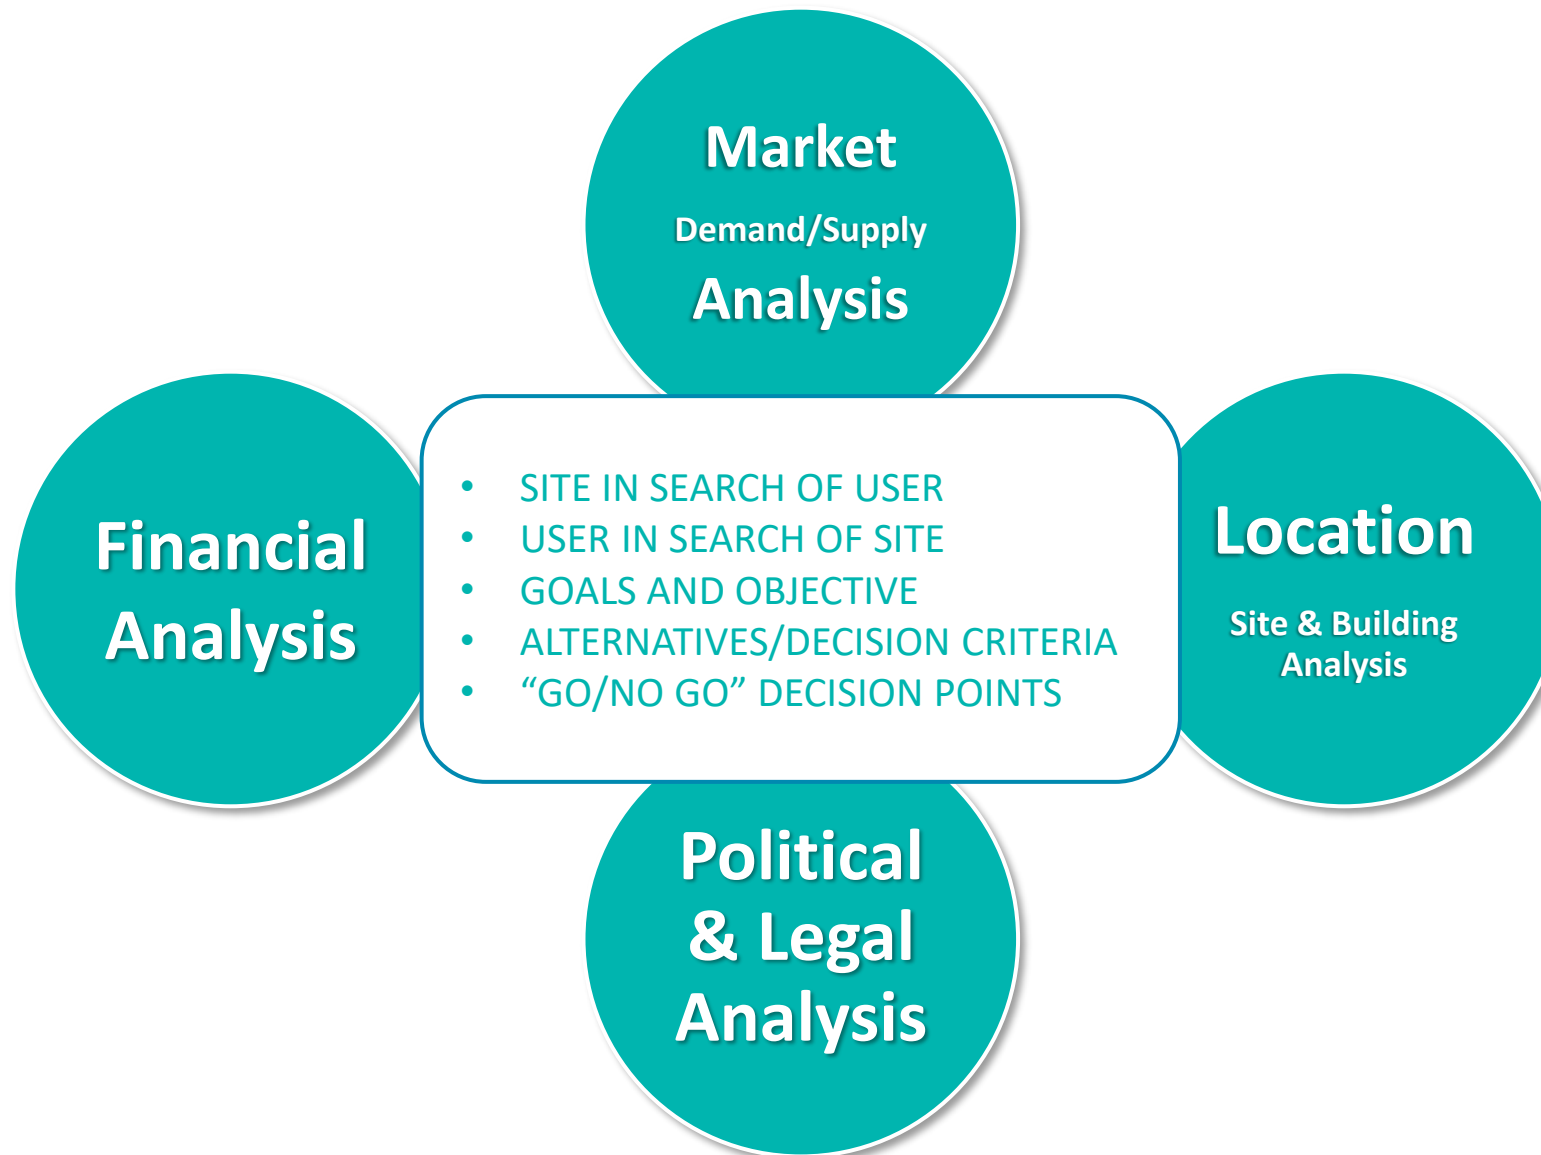 Market
Demand/Supply
Analysis
Financial
Analysis
• SITE IN SEARCH OF USER
• USER IN SEARCH OF SITE
• GOALS AND OBJECTIVE
• ALTERNATIVES/DECISION CRITERIA
• “GO/NO GO” DECISION POINTS
Location
Site & Building
Analysis
Political
& Legal
Analysis